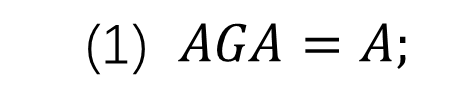 (1) AGA = A;